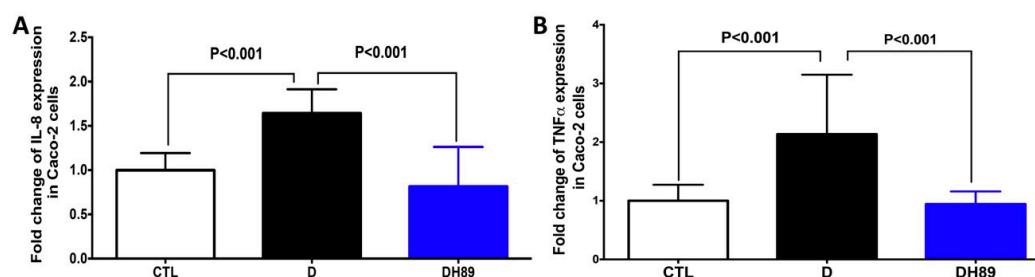 A
Fold change of IL-8 expression
in Caco-2 cells
2.5
2.0
1.5
1.0
0.5
0.0
P<0.001
P<0.001
CTL
D
DH89
B
Fold change of TNFα expression
in Caco-2 cells
4
3
2
1
0
P<0.001
P<0.001
CTL
D
DH89